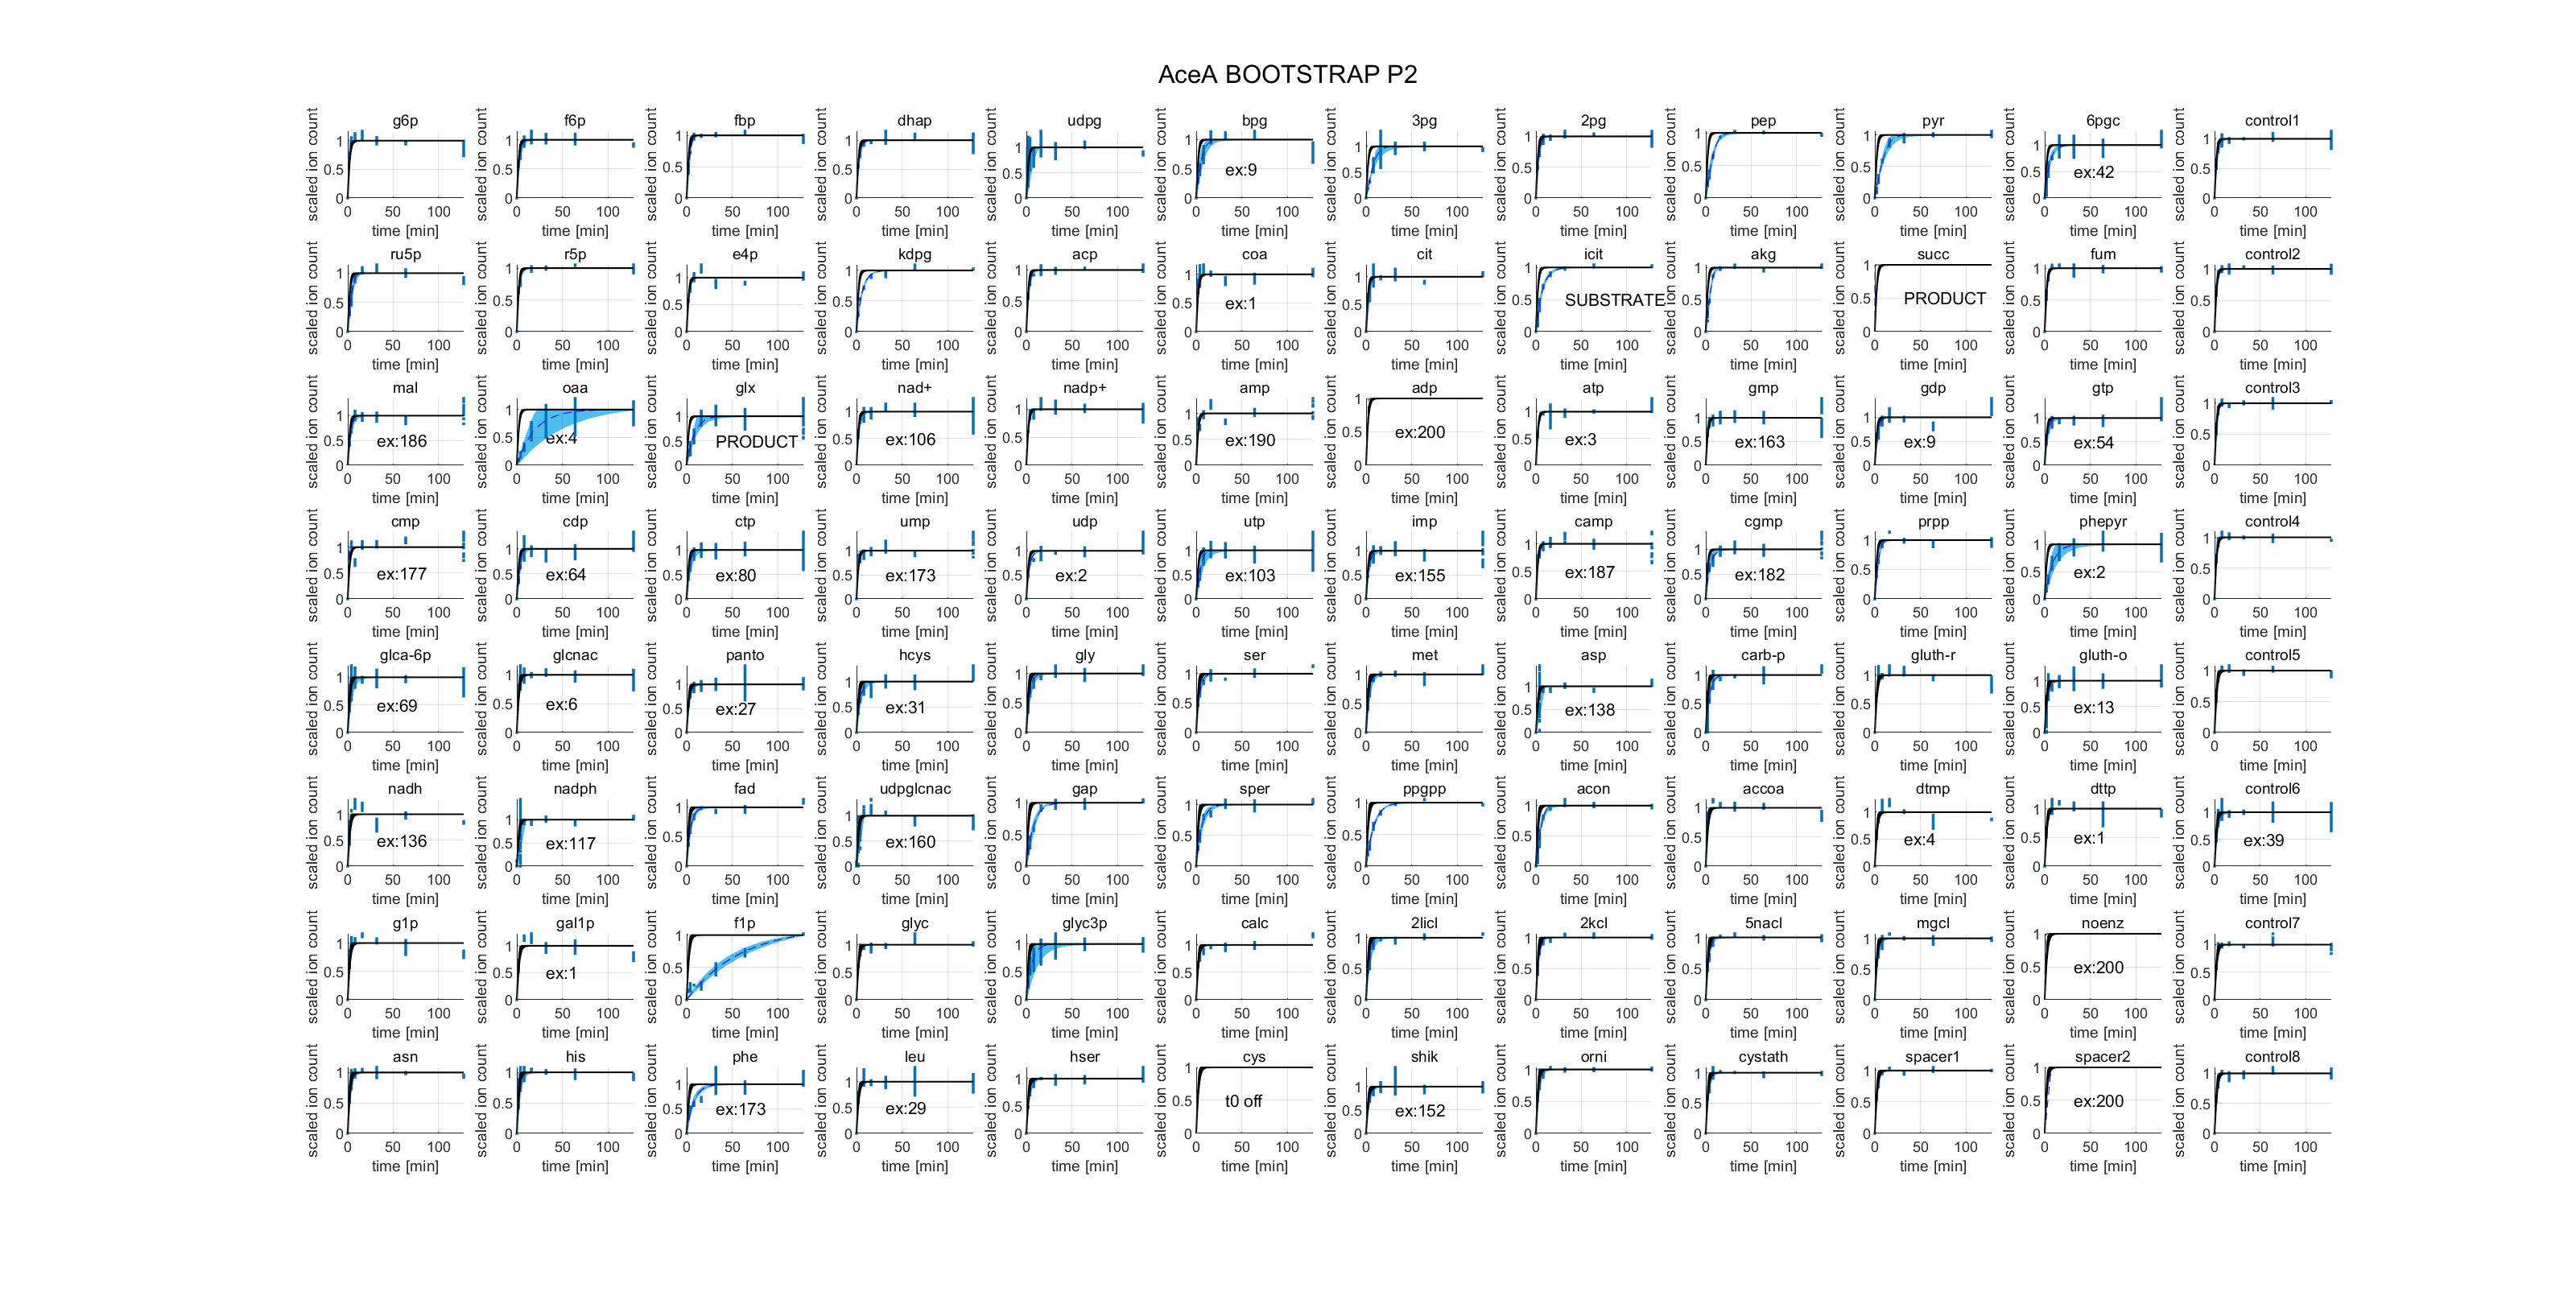 AceA BOOTSTRAP P2
g6p f6p fbp dhap udpg bpg 3pg 2pg pep pyr 6pgc control1
scaled ion count scaled ion count scaled ion count scaled ion count scaled ion count scaled ion count scaled ion count scaled ion count scaled ion count scaled ion count scaled ion count scaled ion count
1 0.5 0 1 0.5 0 1 0.5 0 1 0.5 0 1 0.5 0 1 0.5 0 1 0.5 0 1 0.5 0 1 0.5 0 1 0.5 0 1 0.5 0 1 0.5 0
ex:9 ex:42
0 50 100 0 50 100 0 50 100 0 50 100 0 50 100 0 50 100 0 50 100 0 50 100 0 50 100 0 50 100 0 50 100 0 50 100
time [min] time [min] time [min] time [min] time [min] time [min] time [min] time [min] time [min] time [min] time [min] time [min]
ru5p r5p e4p kdpg acp coa cit icit akg succ fum control2
scaled ion count scaled ion count scaled ion count scaled ion count scaled ion count scaled ion count scaled ion count scaled ion count scaled ion count scaled ion count scaled ion count scaled ion count
1 0.5 0 1 0.5 0 1 0.5 0 1 0.5 0 1 0.5 0 1 0.5 0 1 0.5 0 1 0.5 0 1 0.5 0 1 0.5 0 1 0.5 0 1 0.5 0
ex:1 SUBSTRATE PRODUCT
0 50 100 0 50 100 0 50 100 0 50 100 0 50 100 0 50 100 0 50 100 0 50 100 0 50 100 0 50 100 0 50 100 0 50 100
time [min] time [min] time [min] time [min] time [min] time [min] time [min] time [min] time [min] time [min] time [min] time [min]
mal oaa glx nad+ nadp+ amp adp atp gmp gdp gtp control3
scaled ion count scaled ion count scaled ion count scaled ion count scaled ion count scaled ion count scaled ion count scaled ion count scaled ion count scaled ion count scaled ion count scaled ion count
1 0.5 0 1 0.5 0 1 0.5 0 1 0.5 0 1 0.5 0 1 0.5 0 1 0.5 0 1 0.5 0 1 0.5 0 1 0.5 0 1 0.5 0 1 0.5 0
ex:186 ex:4 PRODUCT ex:106 ex:190 ex:200 ex:3 ex:163 ex:9 ex:54
0 50 100 0 50 100 0 50 100 0 50 100 0 50 100 0 50 100 0 50 100 0 50 100 0 50 100 0 50 100 0 50 100 0 50 100
time [min] time [min] time [min] time [min] time [min] time [min] time [min] time [min] time [min] time [min] time [min] time [min]
cmp cdp ctp ump udp utp imp camp cgmp prpp phepyr control4
scaled ion count scaled ion count scaled ion count scaled ion count scaled ion count scaled ion count scaled ion count scaled ion count scaled ion count scaled ion count scaled ion count scaled ion count
1 0.5 0 1 0.5 0 1 0.5 0 1 0.5 0 1 0.5 0 1 0.5 0 1 0.5 0 1 0.5 0 1 0.5 0 1 0.5 0 1 0.5 0 1 0.5 0
ex:177 ex:64 ex:80 ex:173 ex:2 ex:103 ex:155 ex:187 ex:182 ex:2
0 50 100 0 50 100 0 50 100 0 50 100 0 50 100 0 50 100 0 50 100 0 50 100 0 50 100 0 50 100 0 50 100 0 50 100
time [min] time [min] time [min] time [min] time [min] time [min] time [min] time [min] time [min] time [min] time [min] time [min]
glca-6p glcnac panto hcys gly ser met asp carb-p gluth-r gluth-o control5
scaled ion count scaled ion count scaled ion count scaled ion count scaled ion count scaled ion count scaled ion count scaled ion count scaled ion count scaled ion count scaled ion count scaled ion count
1 0.5 0 1 0.5 0 1 0.5 0 1 0.5 0 1 0.5 0 1 0.5 0 1 0.5 0 1 0.5 0 1 0.5 0 1 0.5 0 1 0.5 0 1 0.5 0
ex:69 ex:6 ex:27 ex:31 ex:138 ex:13
0 50 100 0 50 100 0 50 100 0 50 100 0 50 100 0 50 100 0 50 100 0 50 100 0 50 100 0 50 100 0 50 100 0 50 100
time [min] time [min] time [min] time [min] time [min] time [min] time [min] time [min] time [min] time [min] time [min] time [min]
nadh nadph fad udpglcnac gap sper ppgpp acon accoa dtmp dttp control6
scaled ion count scaled ion count scaled ion count scaled ion count scaled ion count scaled ion count scaled ion count scaled ion count scaled ion count scaled ion count scaled ion count scaled ion count
1 0.5 0 1 0.5 0 1 0.5 0 1 0.5 0 1 0.5 0 1 0.5 0 1 0.5 0 1 0.5 0 1 0.5 0 1 0.5 0 1 0.5 0 1 0.5 0
ex:136 ex:117 ex:160 ex:4 ex:1 ex:39
0 50 100 0 50 100 0 50 100 0 50 100 0 50 100 0 50 100 0 50 100 0 50 100 0 50 100 0 50 100 0 50 100 0 50 100
time [min] time [min] time [min] time [min] time [min] time [min] time [min] time [min] time [min] time [min] time [min] time [min]
g1p gal1p f1p glyc glyc3p calc 2licl 2kcl 5nacl mgcl noenz control7
scaled ion count scaled ion count scaled ion count scaled ion count scaled ion count scaled ion count scaled ion count scaled ion count scaled ion count scaled ion count scaled ion count scaled ion count
1 0.5 0 1 0.5 0 1 0.5 0 1 0.5 0 1 0.5 0 1 0.5 0 1 0.5 0 1 0.5 0 1 0.5 0 1 0.5 0 1 0.5 0 1 0.5 0
ex:1 ex:200
0 50 100 0 50 100 0 50 100 0 50 100 0 50 100 0 50 100 0 50 100 0 50 100 0 50 100 0 50 100 0 50 100 0 50 100
time [min] time [min] time [min] time [min] time [min] time [min] time [min] time [min] time [min] time [min] time [min] time [min]
asn his phe leu hser cys shik orni cystath spacer1 spacer2 control8
scaled ion count scaled ion count scaled ion count scaled ion count scaled ion count scaled ion count scaled ion count scaled ion count scaled ion count scaled ion count scaled ion count scaled ion count
1 0.5 0 1 0.5 0 1 0.5 0 1 0.5 0 1 0.5 0 1 0.5 0 1 0.5 0 1 0.5 0 1 0.5 0 1 0.5 0 1 0.5 0 1 0.5 0
ex:173 ex:29 t0 off ex:152 ex:200
0 50 100 0 50 100 0 50 100 0 50 100 0 50 100 0 50 100 0 50 100 0 50 100 0 50 100 0 50 100 0 50 100 0 50 100
time [min] time [min] time [min] time [min] time [min] time [min] time [min] time [min] time [min] time [min] time [min] time [min]